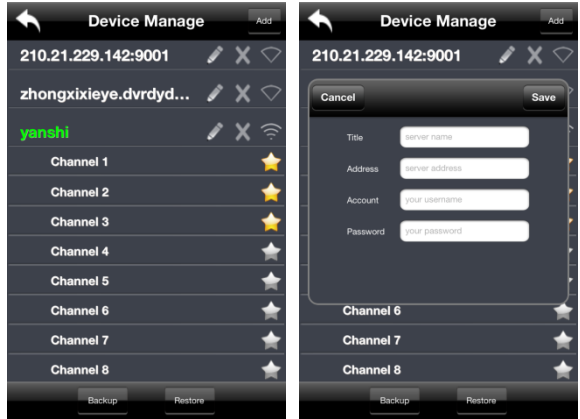 Device Manage
Add
210.21.229.142:9001
zhongxixieye.dvrdyd...
yanshi
Channel 1
Channel 2
Channel 3
Channel 4
Channel 5
Channel 6
Channel 7
Channel 8
Backup
Restore
Device Manage
Add
210.21.229.142:9001
Cancel
Save
Title
server name
Address
server address
Account
your username
Password
your password
Channel 6
Channel 7
Channel 8
Backup
Restore